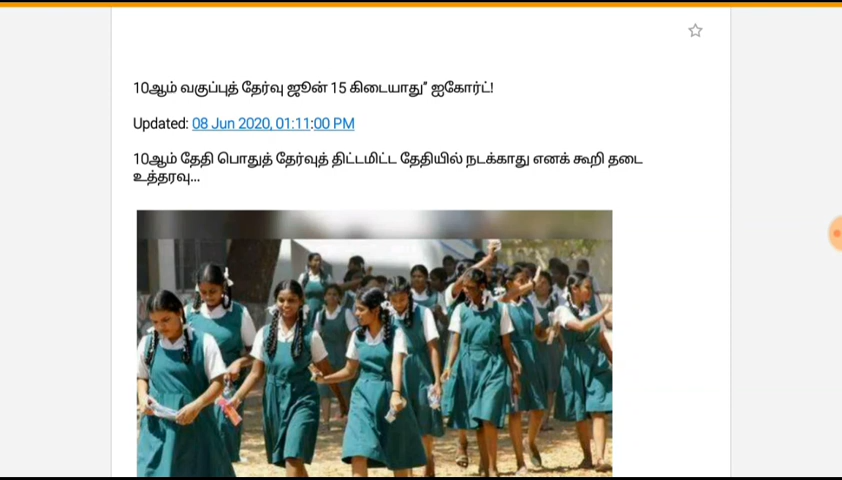 10ஆம் வகுப்புத் தேர்வு ஜூன் 15 கிடையாது” ஐகோர்ட்!
Updated: 08 Jun 2020, 01:11:00 PM
10ஆம் தேதி பொதுத் தேர்வுத் திட்டமிட்ட தேதியில் நடக்காது எனக் கூறி தடை
உத்தரவு...